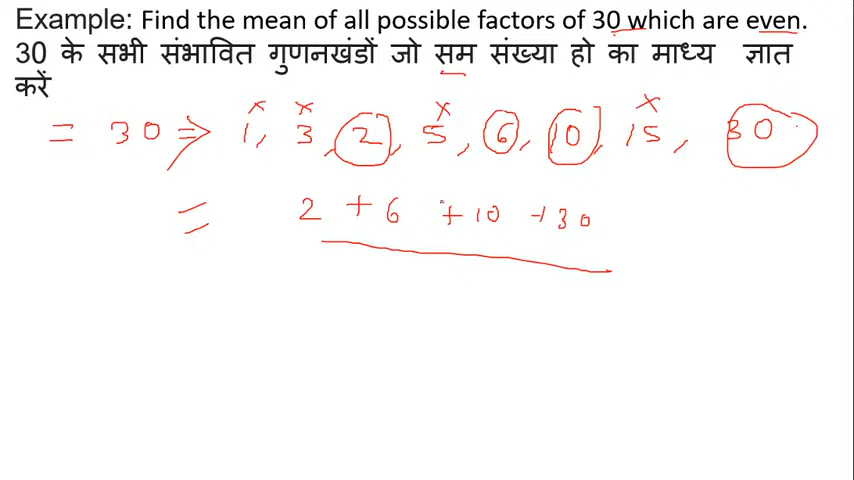 Example: Find the mean of all possible factors of 30 which are even.
30 के सभी संभावित गुणनखंडों जो सम संख्या हो का माध्य ज्ञात
करें
= 30 ⇒ 1, 3, 2, 5, 6, 10, 15, 30
= 2 + 6 + 10 + 30